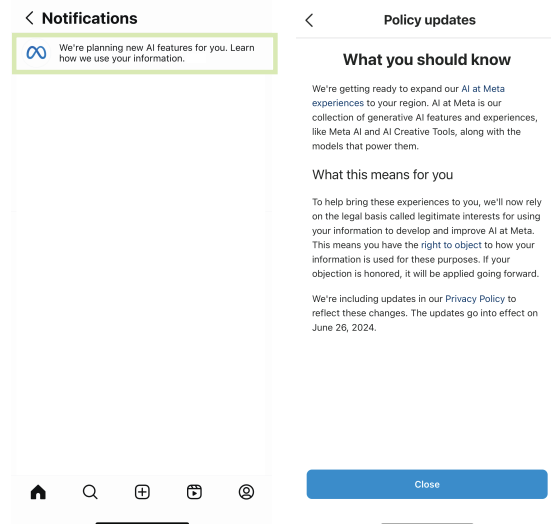 Notifications
We're planning new AI features for you. Learn
how we use your information.
Policy updates
What you should know
We're getting ready to expand our AI at Meta
experiences to your region. AI at Meta is our
collection of generative AI features and experiences,
like Meta AI and AI Creative Tools, along with the
models that power them.
What this means for you
To help bring these experiences to you, we'll now rely
on the legal basis called legitimate interests for using
your information to develop and improve AI at Meta.
This means you have the right to object to how your
information is used for these purposes. If your
objection is honored, it will be applied going forward.
We're including updates in our Privacy Policy to
reflect these changes. The updates go into effect on
June 26, 2024.
Close